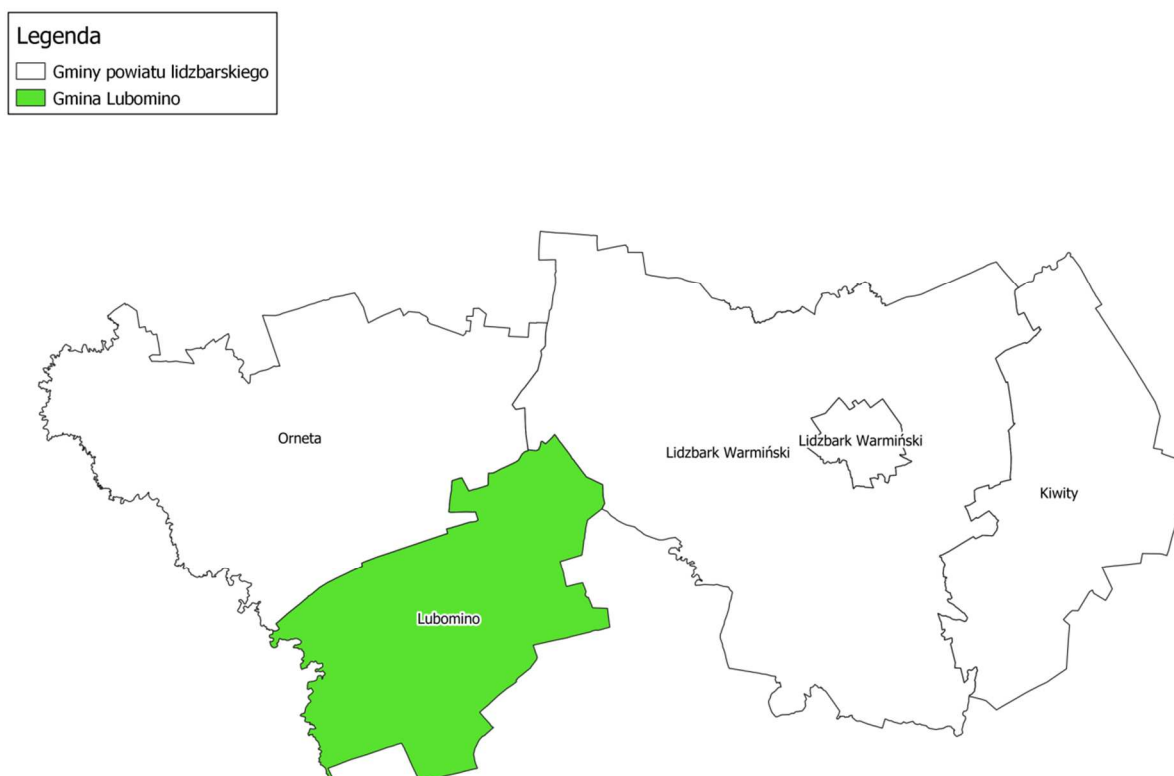 Legenda
Gminy powiatu lidzbarskiego
Gmina Lubomino
Orneta
Lidzbark Warmiński
Lidzbark Warmiński
Kiwity
Lubomino